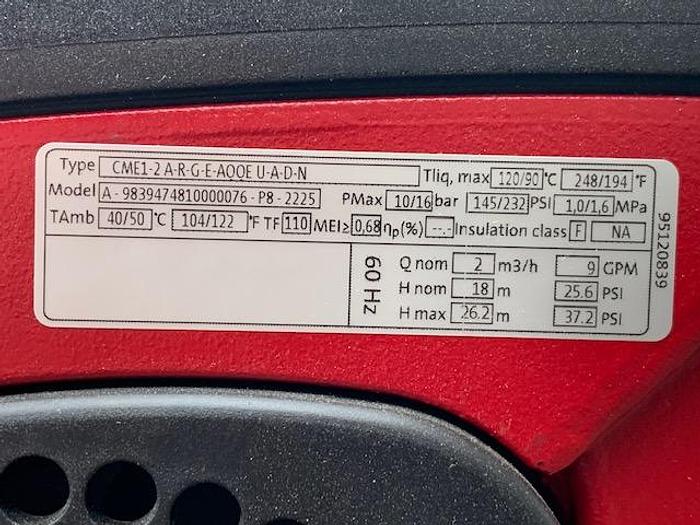 Type CME1-2 A-R-G-E-AQQE U-A-D-N Tliq, max 120/90 °C 248/194 °F
Model A - 9839474810000076 - P8 - 2225 PMax 10/16 bar 145/232 PSI 1,0/1,6 MPa
TAmb 40/50 °C 104/122 °F TF 110 MEI≥ 0,68 ηp(%) --.- Insulation class F NA
95120839
60 Hz
Q nom 2 m3/h 9 GPM
H nom 18 m 25.6 PSI
H max 26.2 m 37.2 PSI